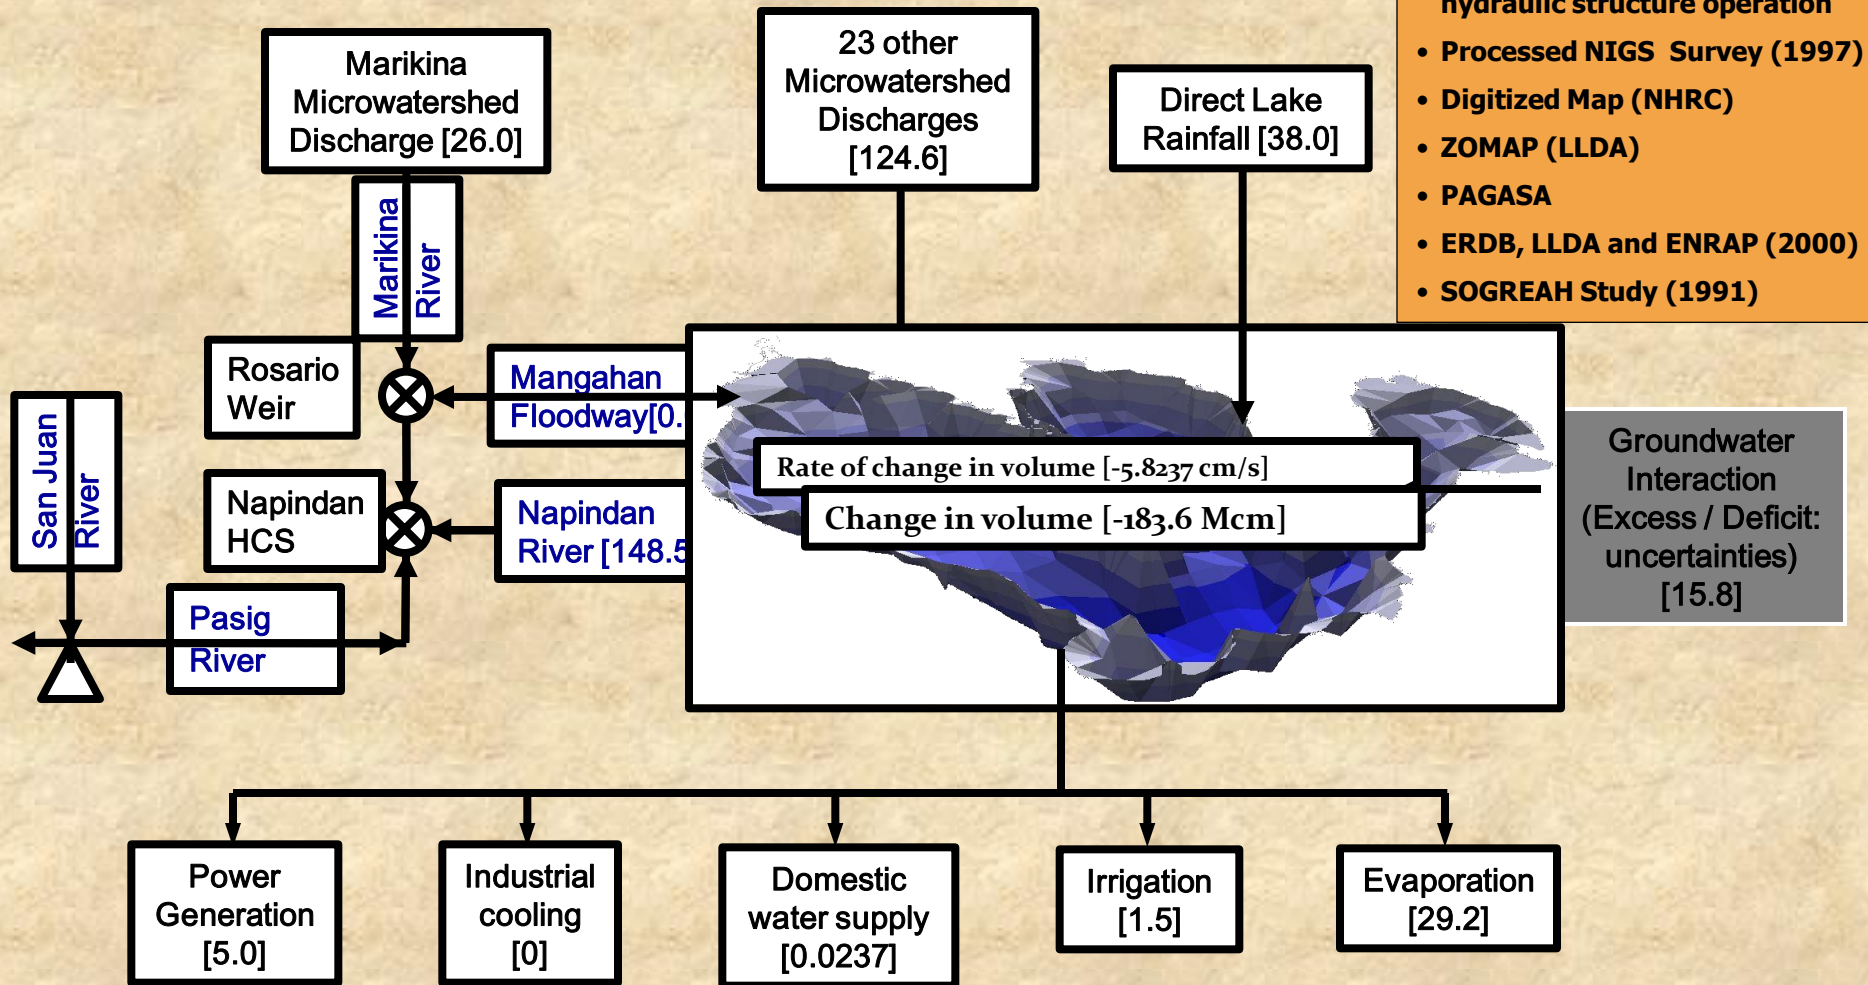 Marikina
Microwatershed
Discharge [26.0]
23 other
Microwatershed
Discharges
[124.6]
Direct Lake
Rainfall [38.0]
hydraulic structure operation
• Processed NIGS Survey (1997)
• Digitized Map (NHRC)
• ZOMAP (LLDA)
• PAGASA
• ERDB, LLDA and ENRAP (2000)
• SOGREAH Study (1991)
Marikina
River
Rosario
Weir
Mangahan
Floodway[0.
San Juan
River
Napindan
HCS
Napindan
River [148.5
Rate of change in volume [-5.8237 cm/s]
Change in volume [-183.6 Mcm]
Groundwater
Interaction
(Excess / Deficit:
uncertainties)
[15.8]
Pasig
River
Power
Generation
[5.0]
Industrial
cooling
[0]
Domestic
water supply
[0.0237]
Irrigation
[1.5]
Evaporation
[29.2]